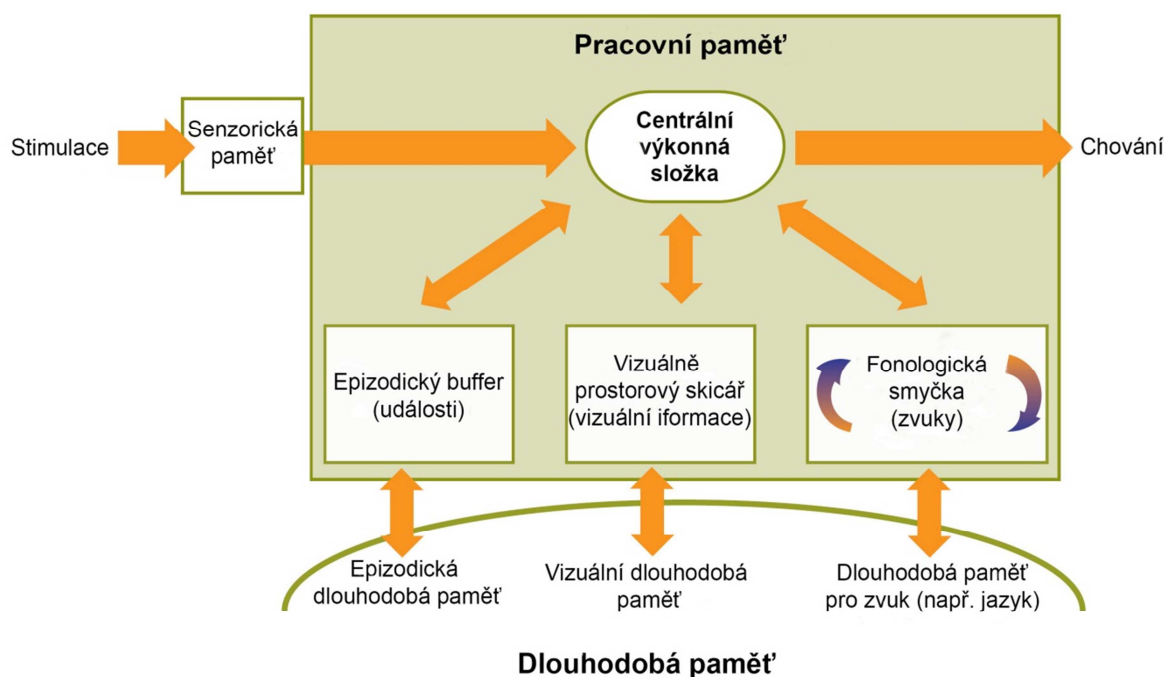 Pracovní paměť
Stimulace
Senzorická
paměť
Centrální
výkonná
složka
Chování
Epizodický buffer
(události)
Vizuálně
prostorový skicář
(vizuální iformace)
Fonologická
smyčka
(zvuky)
Epizodická
dlouhodobá paměť
Vizuální dlouhodobá
paměť
Dlouhodobá paměť
pro zvuk (např. jazyk)
Dlouhodobá paměť